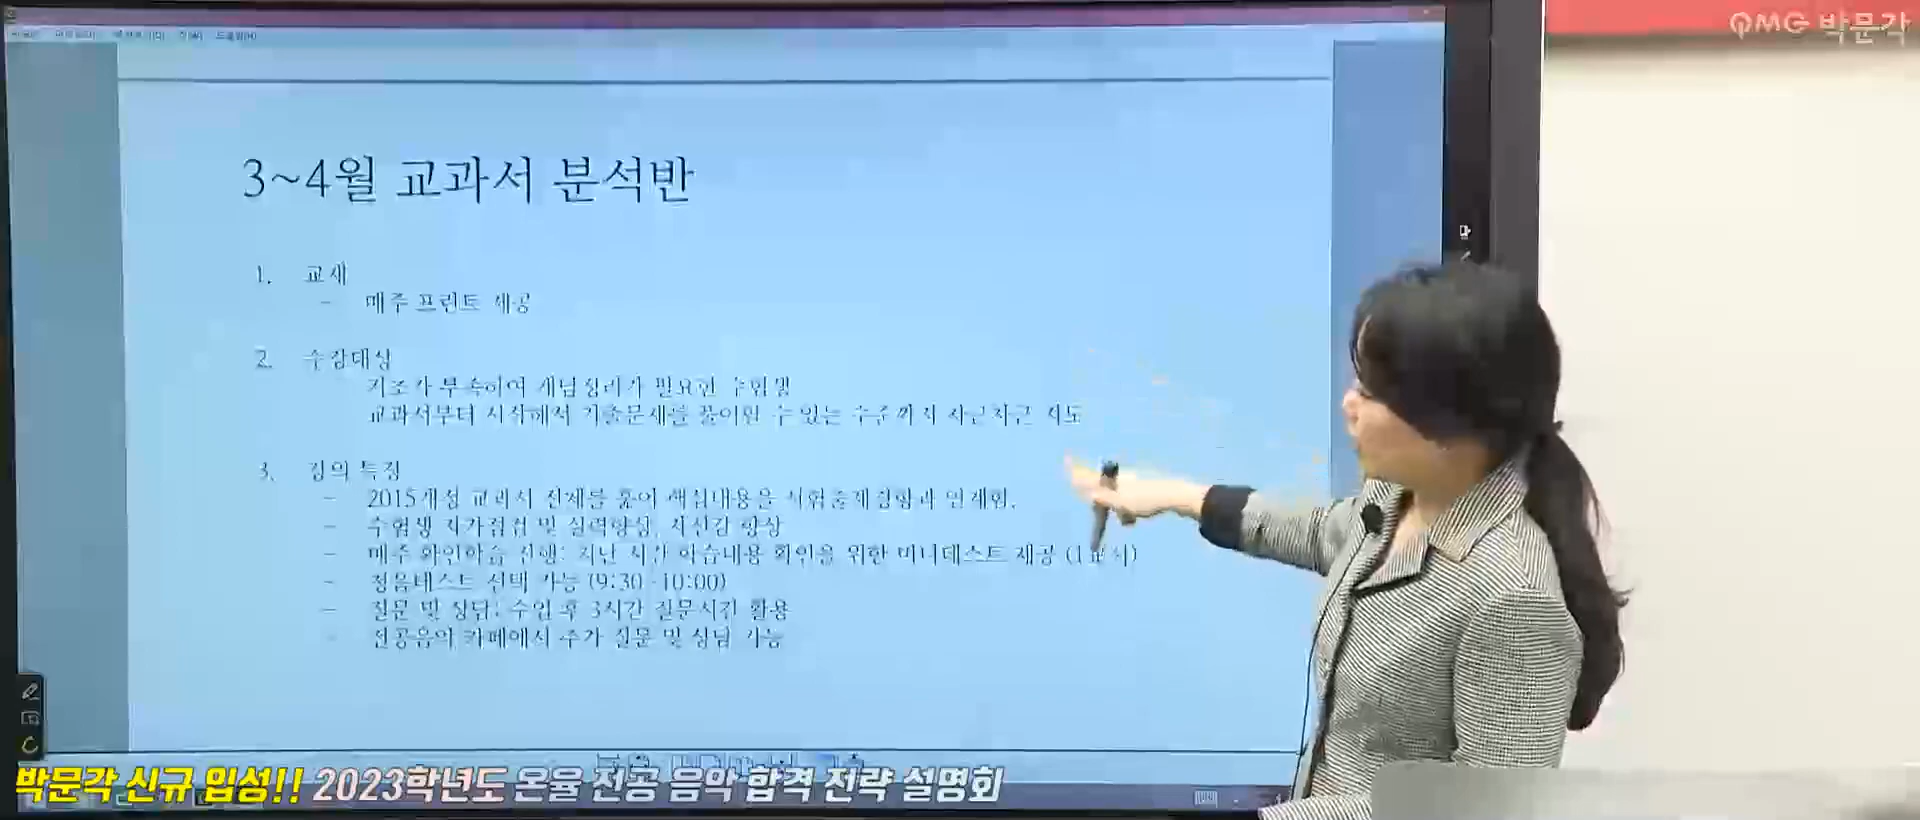 PMG 박문각
3~4월 교과서 분석반
1. 교재
- 매주 프린트 제공
2. 수강대상
기초가 부족하여 개념정리가 필요한 수험생
교과서부터 시작해서 기출문제를 풀이할 수 있는 수준까지 차근차근 지도
3. 강의 특징
- 2015개정 교과서 전체를 훑어 핵심내용을 시험출제경향과 연계함.
- 수험생 자가점검 및 실력향상, 자신감 향상
- 매주 확인학습 진행: 지난 시간 학습내용 확인을 위한 미니테스트 제공 (1교시)
- 청음테스트 선택 가능 (9:30-10:00)
- 질문 및 상담: 수업 후 3시간 질문시간 활용
- 전공음악 카페에서 추가 질문 및 상담 가능
박문각 신규 입성!! 2023학년도 온율 전공 음악 합격 전략 설명회